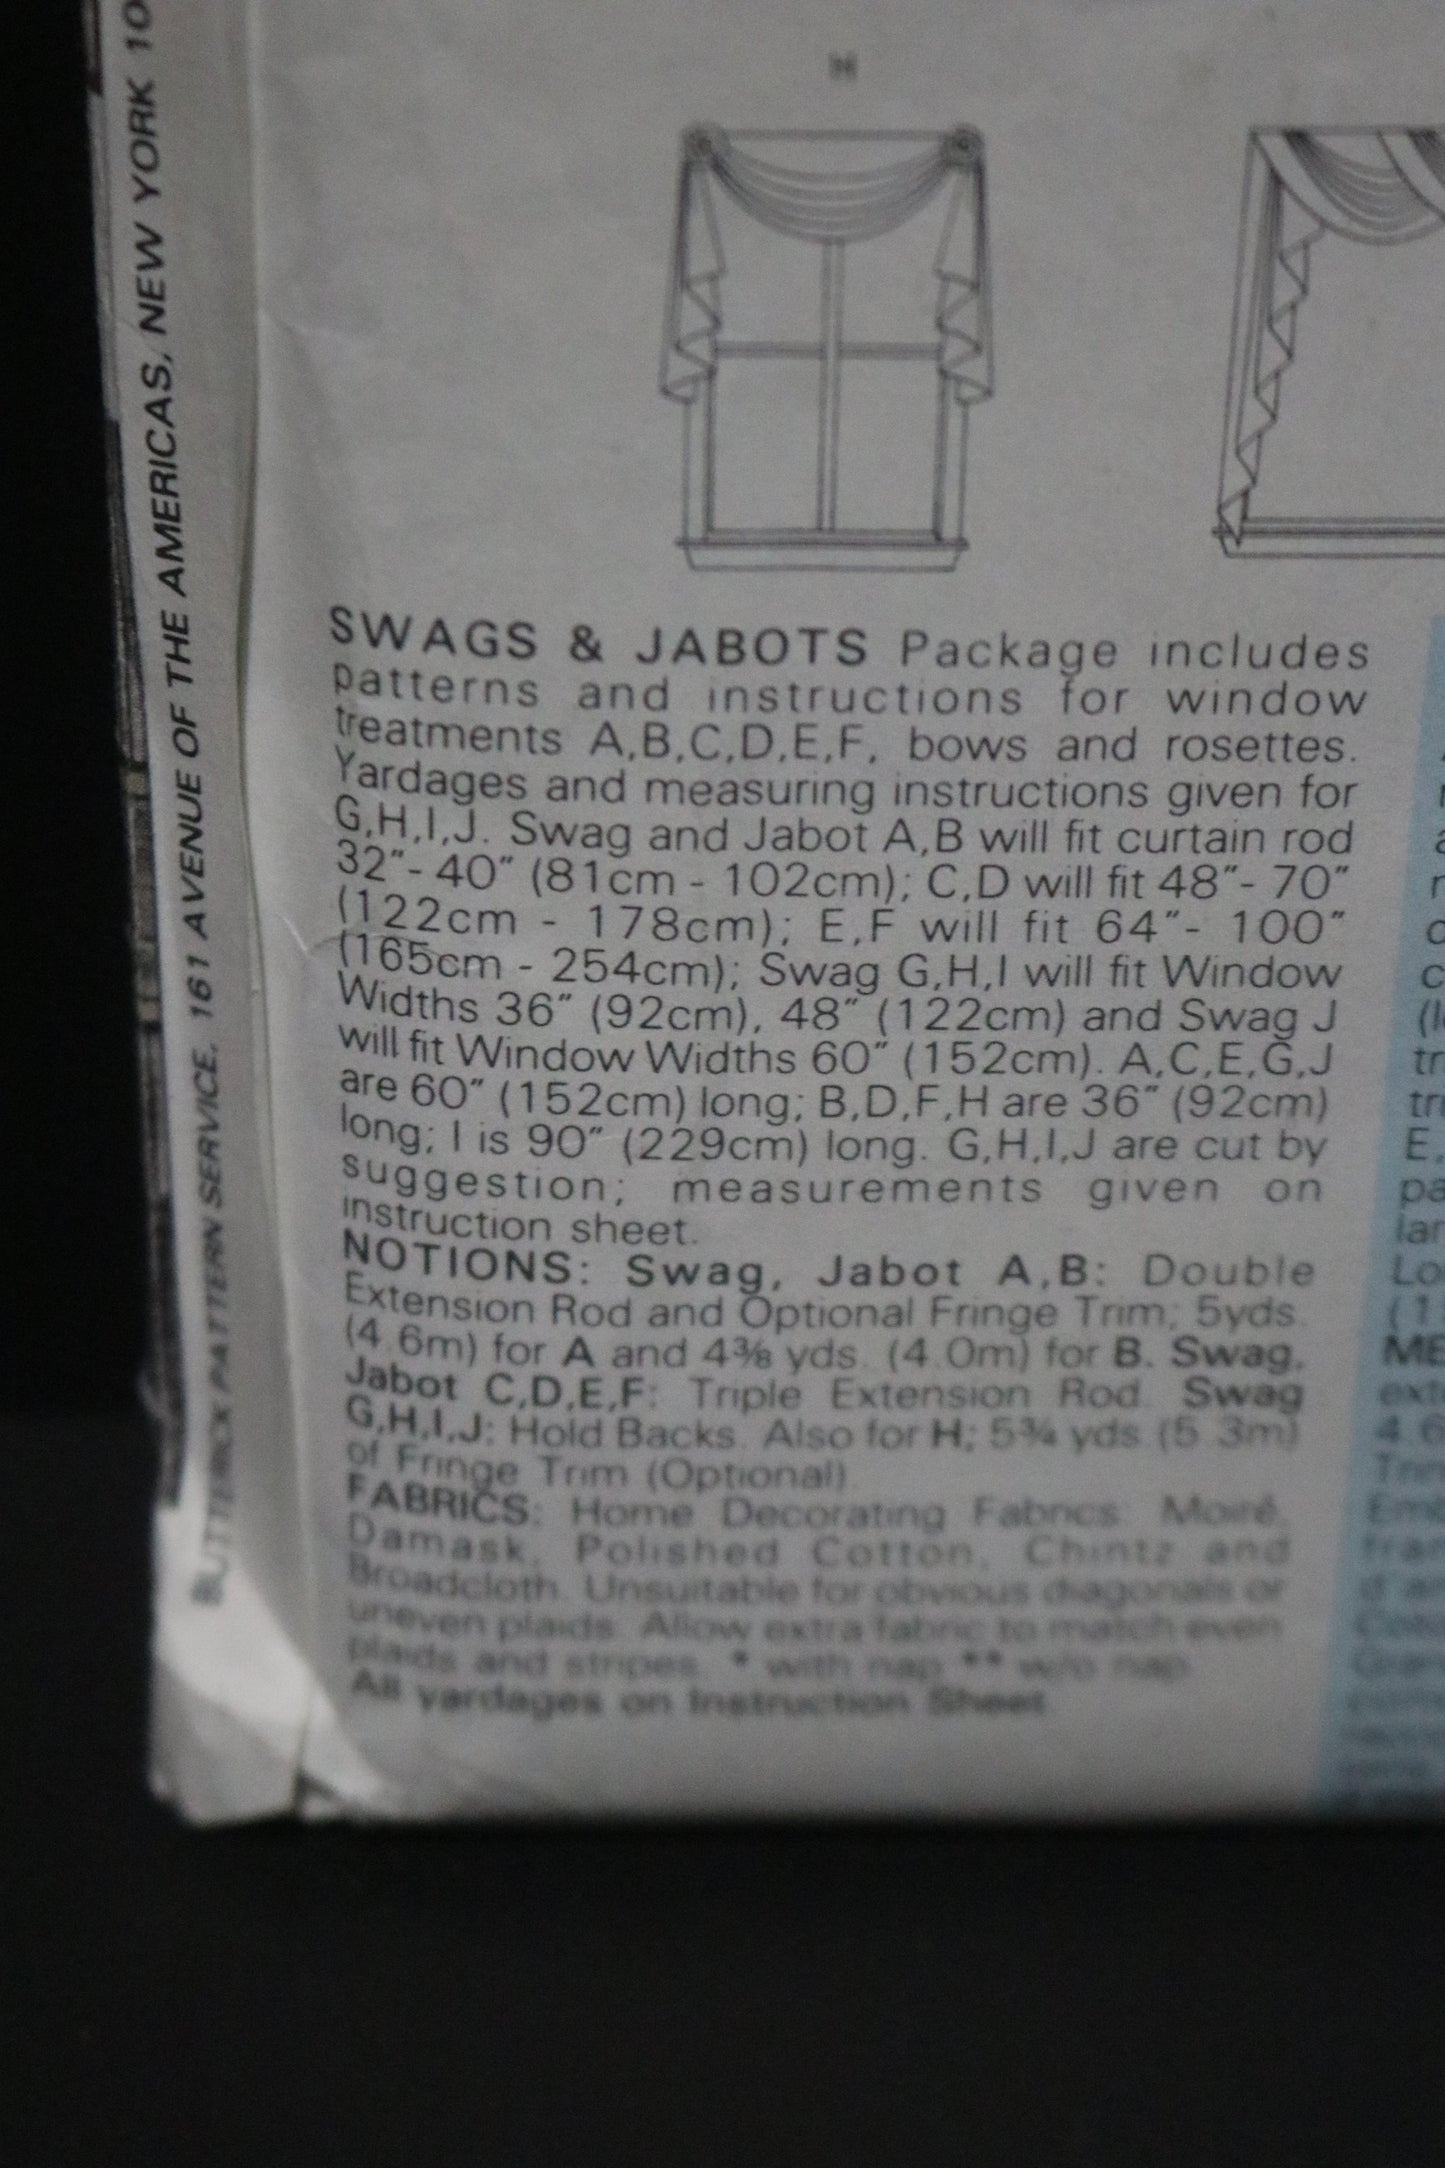 BUTTERICK PATTERN SERVICE, 161 AVENUE OF THE AMERICAS, NEW YORK 10
H
SWAGS & JABOTS Package includes
patterns and instructions for window
treatments A,B,C,D,E,F, bows and rosettes.
Yardages and measuring instructions given for
G,H,I,J. Swag and Jabot A,B will fit curtain rod
32"- 40" (81cm - 102cm); C,D will fit 48"- 70"
(122cm - 178cm); E,F will fit 64"- 100"
(165cm - 254cm); Swag G,H,I will fit Window
Widths 36" (92cm), 48" (122cm) and Swag J
will fit Window Widths 60" (152cm). A,C,E,G,J
are 60" (152cm) long; B,D,F,H are 36" (92cm)
long; I is 90" (229cm) long. G,H,I,J are cut by
suggestion; measurements given on
instruction sheet.
NOTIONS: Swag, Jabot A,B: Double
Extension Rod and Optional Fringe Trim; 5yds.
(4.6m) for A and 4⅜ yds. (4.0m) for B. Swag,
Jabot C,D,E,F: Triple Extension Rod. Swag
G,H,I,J: Hold Backs. Also for H; 5¾ yds.(5.3m)
of Fringe Trim (Optional).
FABRICS: Home Decorating Fabrics: Moiré,
Damask, Polished Cotton, Chintz and
Broadcloth. Unsuitable for obvious diagonals or
uneven plaids. Allow extra fabric to match even
plaids and stripes. * with nap ** w/o nap
All yardages on Instruction Sheet